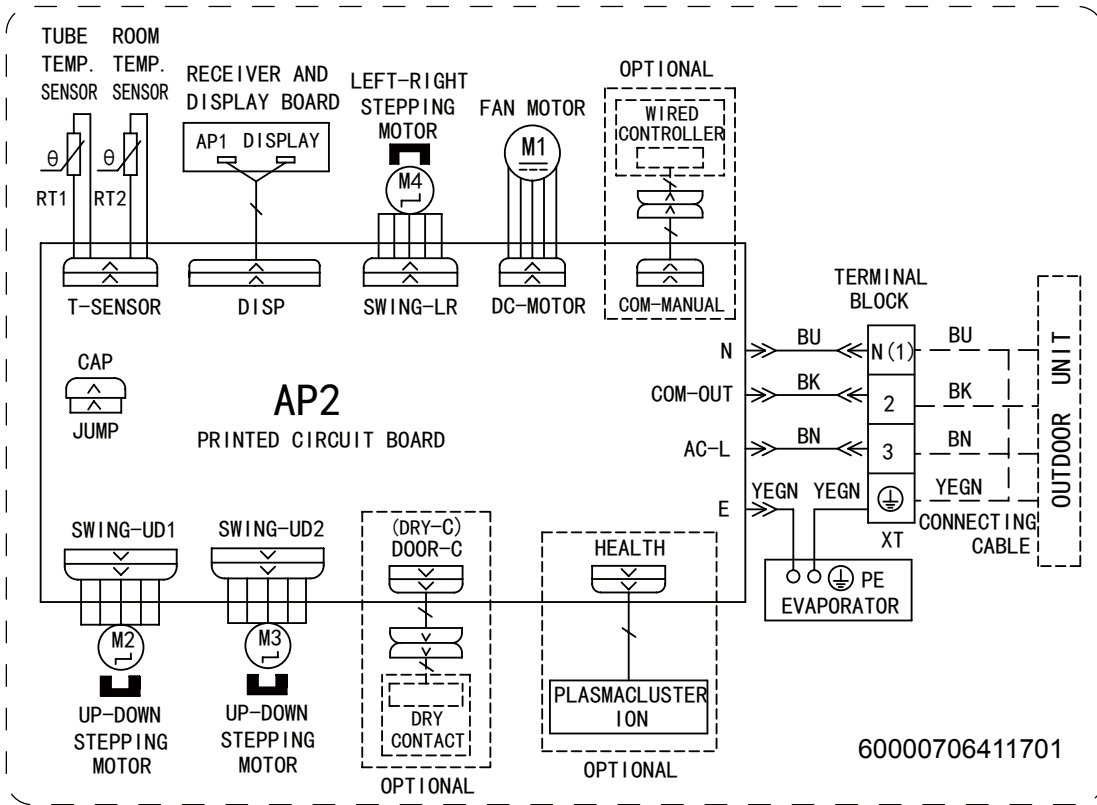 TUBE TEMP. SENSOR
ROOM TEMP. SENSOR
θ
RT1
θ
RT2
RECEIVER AND
DISPLAY BOARD
AP1 DISPLAY
LEFT-RIGHT
STEPPING
MOTOR
M4
FAN MOTOR
M1
OPTIONAL
WIRED
CONTROLLER
T-SENSOR
DISP
SWING-LR
DC-MOTOR
COM-MANUAL
CAP
JUMP
AP2
PRINTED CIRCUIT BOARD
TERMINAL
BLOCK
N BU N(1) BU
COM-OUT BK 2 BK
AC-L BN 3 BN
E YEGN YEGN YEGN
XT
CONNECTING
CABLE
OUTDOOR UNIT
PE
EVAPORATOR
SWING-UD1
M2
UP-DOWN
STEPPING
MOTOR
SWING-UD2
M3
UP-DOWN
STEPPING
MOTOR
(DRY-C)
DOOR-C
DRY
CONTACT
OPTIONAL
HEALTH
PLASMACLUSTER
ION
OPTIONAL
60000706411701